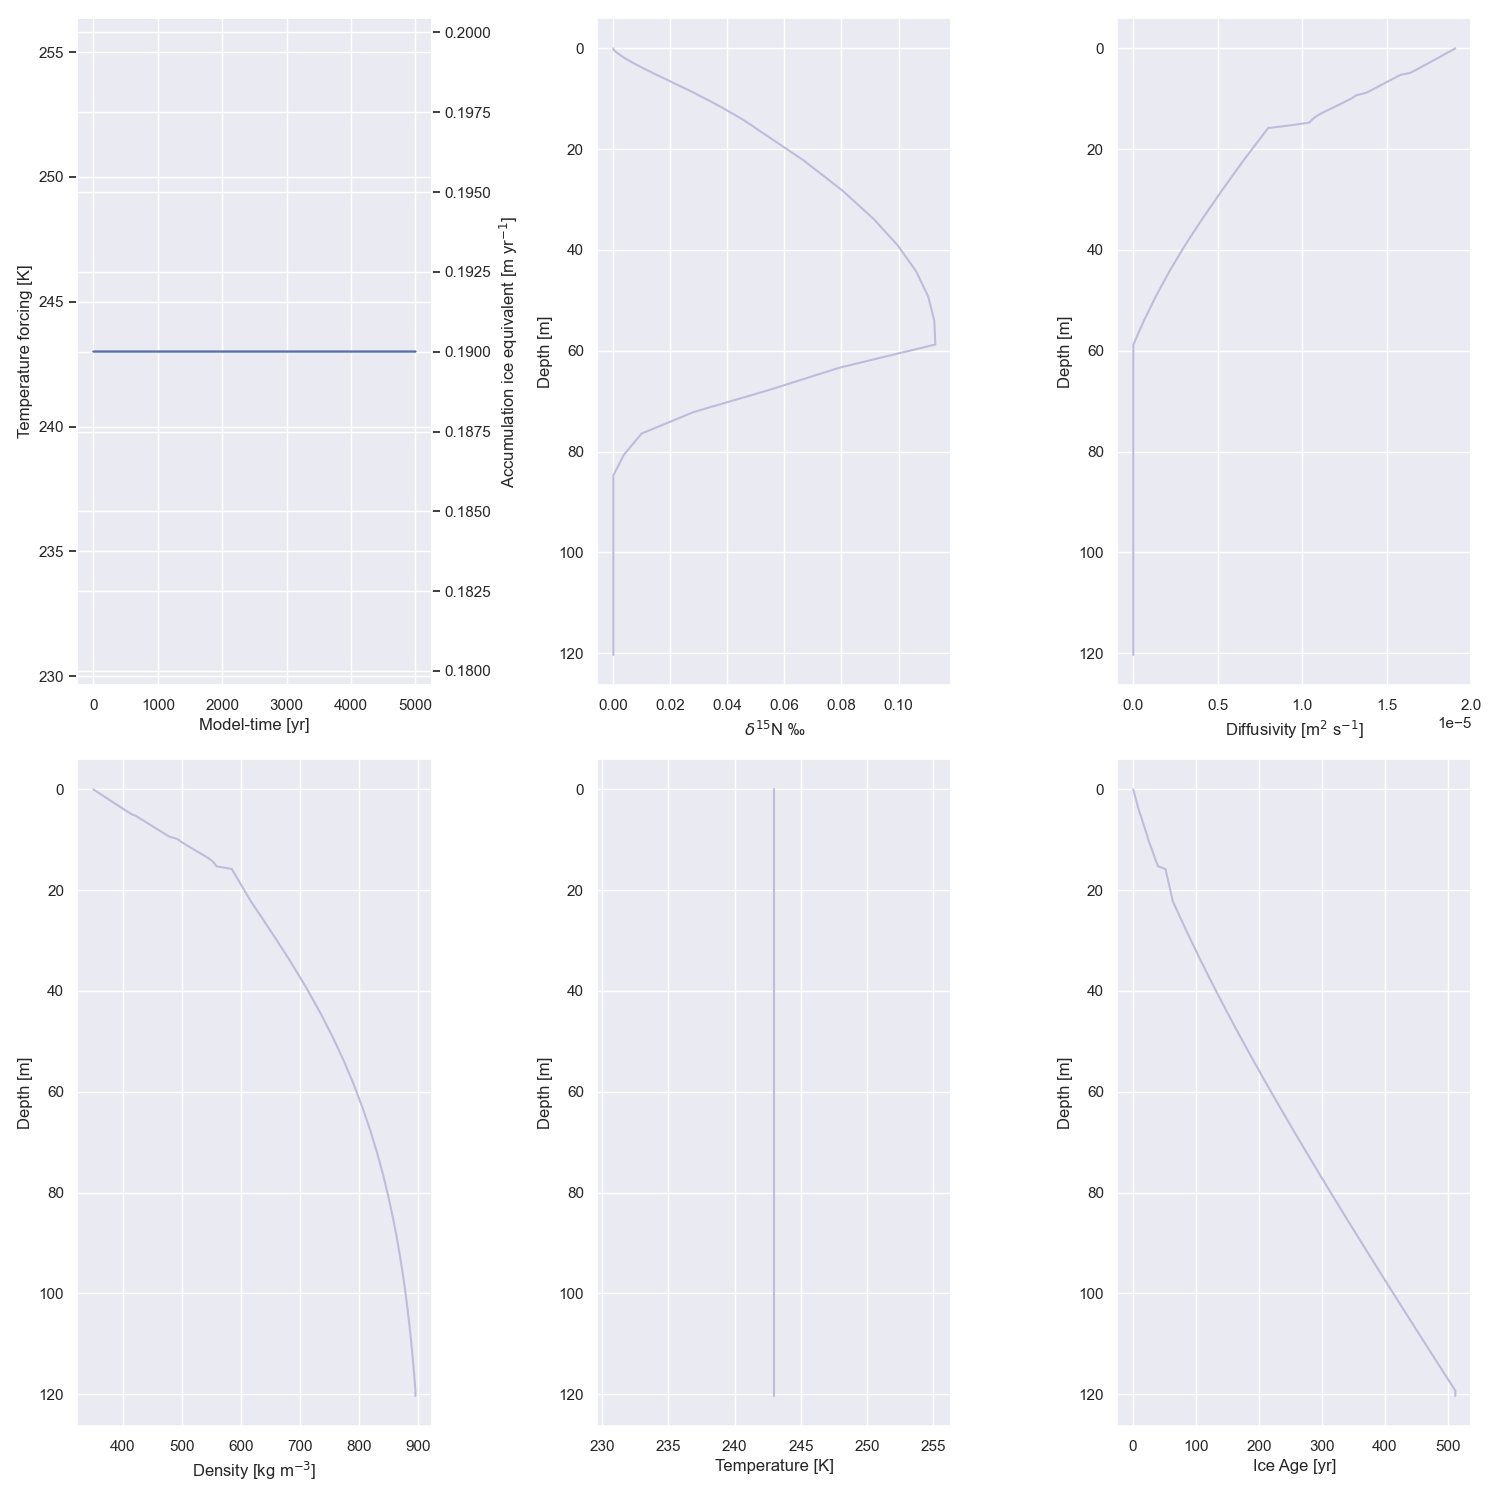 255
250
245
240
235
230
Temperature forcing [K]
0 1000 2000 3000 4000 5000
Model-time [yr]
0.2000
0.1975
0.1950
0.1925
0.1900
0.1875
0.1850
0.1825
0.1800
Accumulation ice equivalent [m yr⁻¹]
0
20
40
60
80
100
120
Depth [m]
0.00 0.02 0.04 0.06 0.08 0.10
δ¹⁵N ‰
0
20
40
60
80
100
120
Depth [m]
0.0 0.5 1.0 1.5 2.0
1e−5
Diffusivity [m² s⁻¹]
0
20
40
60
80
100
120
Depth [m]
400 500 600 700 800 900
Density [kg m⁻³]
0
20
40
60
80
100
120
Depth [m]
230 235 240 245 250 255
Temperature [K]
0
20
40
60
80
100
120
Depth [m]
0 100 200 300 400 500
Ice Age [yr]